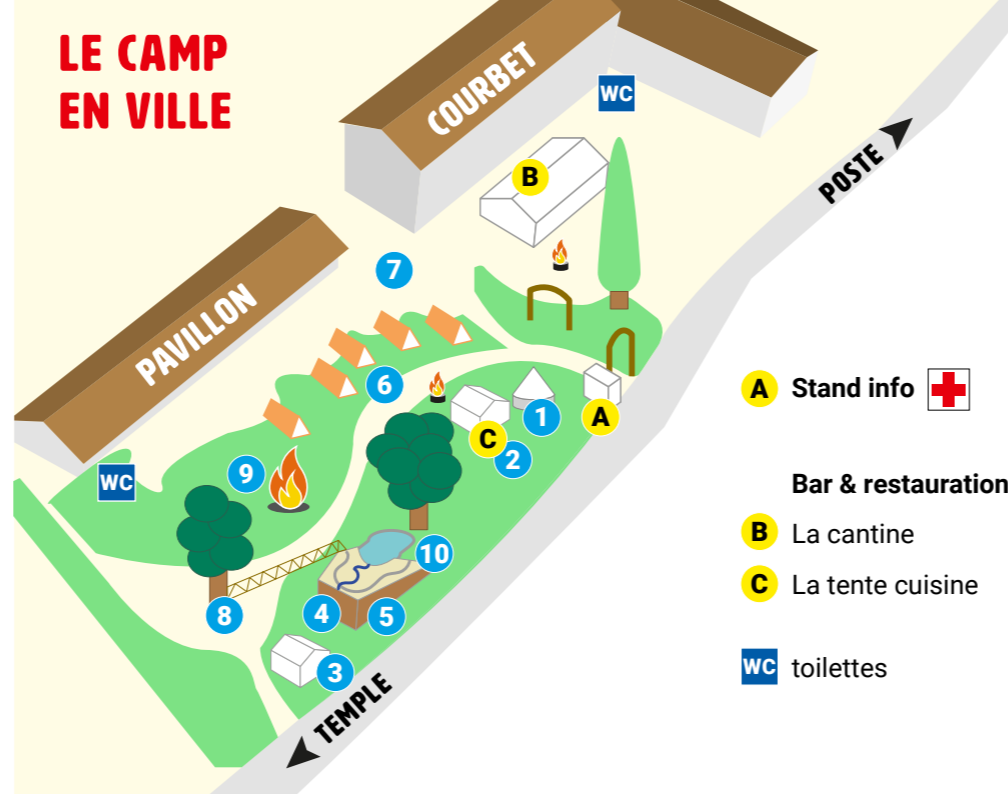 LE CAMP
EN VILLE
COURBET
WC
B
POSTE
7
PAVILLON
6
1
A
C
2
9
WC
10
8
4
5
3
TEMPLE
A Stand info
Bar & restauration
B La cantine
C La tente cuisine
WC toilettes